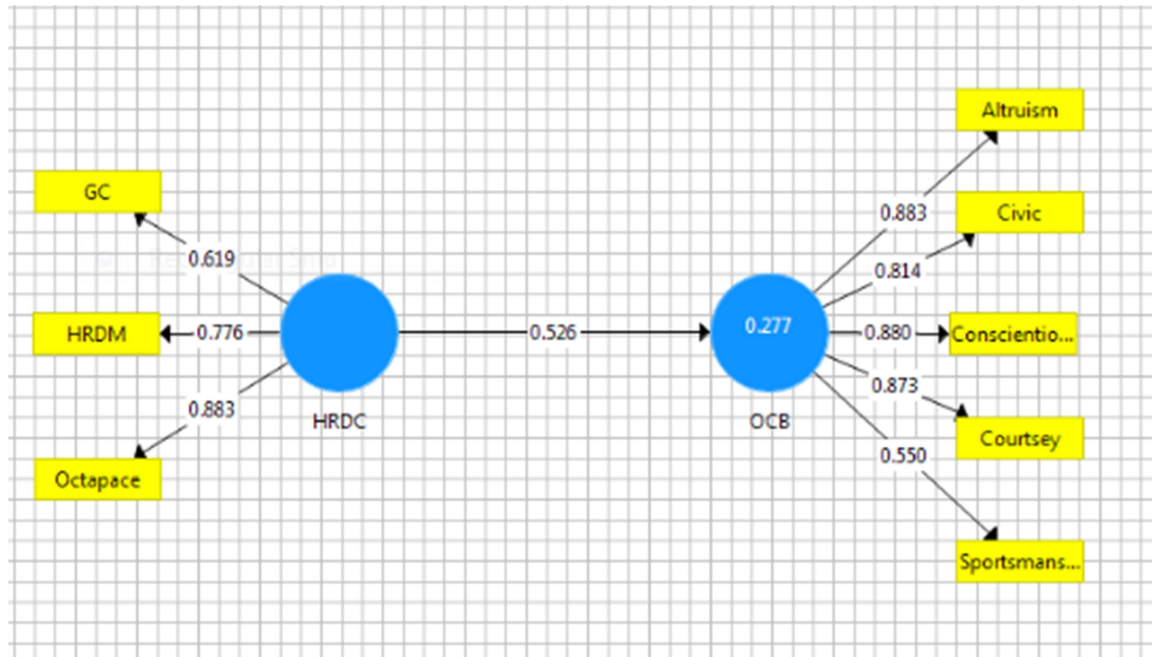 Altruism
GC
0.883
Civic
0.619
0.814
HRDM
0.776
0.526
0.277
0.880
Conscientio...
0.873
0.883
HRDC
OCB
Courtsey
0.550
Octapace
Sportsmans...